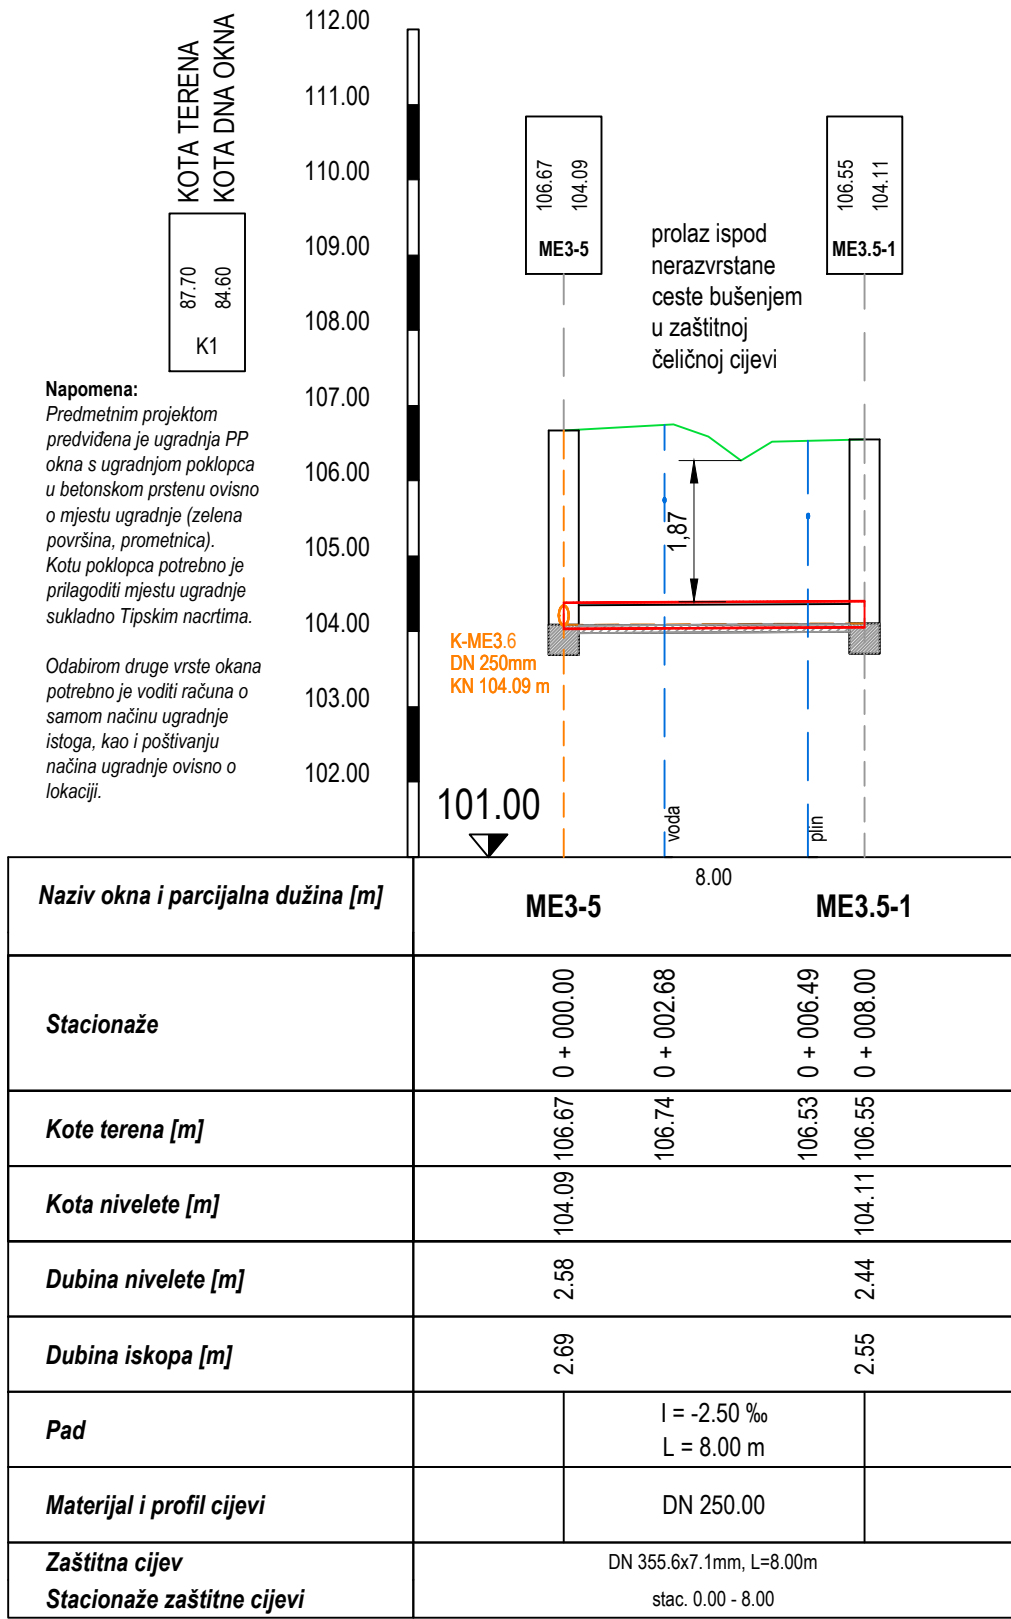 KOTA TERENA
KOTA DNA OKNA
87.70
84.60
K1
Napomena:
Predmetnim projektom
predviđena je ugradnja PP
okna s ugradnjom poklopca
u betonskom prstenu ovisno
o mjestu ugradnje (zelena
površina, prometnica).
Kotu poklopca potrebno je
prilagoditi mjestu ugradnje
sukladno Tipskim nacrtima.
Odabirom druge vrste okana
potrebno je voditi računa o
samom načinu ugradnje
istoga, kao i poštivanju
načina ugradnje ovisno o
lokaciji.
112.00
111.00
110.00
109.00
108.00
107.00
106.00
105.00
104.00
103.00
102.00
101.00
106.67
104.09
ME3-5
prolaz ispod
nerazvrstane
ceste bušenjem
u zaštitnoj
čeličnoj cijevi
106.55
104.11
ME3.5-1
1,87
K-ME3.6
DN 250mm
KN 104.09 m
voda
plin
Naziv okna i parcijalna dužina [m]
8.00
ME3-5 ME3.5-1
Stacionaže
0 + 000.00
0 + 002.68
0 + 006.49
0 + 008.00
Kote terena [m]
106.67
106.74
106.53
106.55
Kota nivelete [m]
104.09
104.11
Dubina nivelete [m]
2.58
2.44
Dubina iskopa [m]
2.69
2.55
Pad
I = -2.50 ‰
L = 8.00 m
Materijal i profil cijevi
DN 250.00
Zaštitna cijev
DN 355.6x7.1mm, L=8.00m
Stacionaže zaštitne cijevi
stac. 0.00 - 8.00